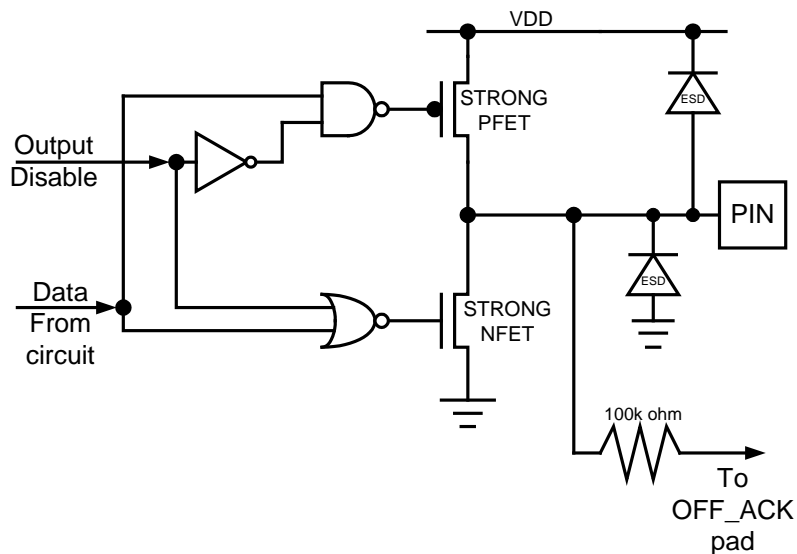 VDD
STRONG
PFET
ESD
Output
Disable
PIN
ESD
Data
From
circuit
STRONG
NFET
100k ohm
To
OFF_ACK
pad